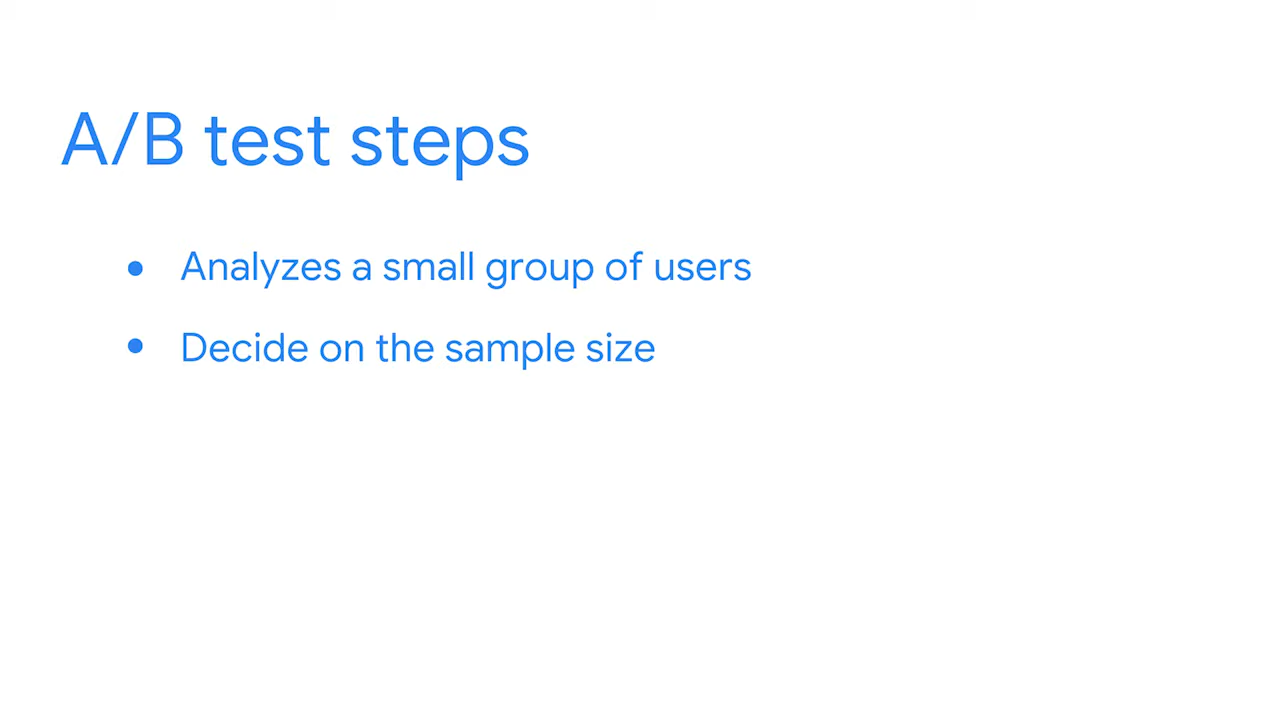 A/B test steps
• Analyzes a small group of users
• Decide on the sample size